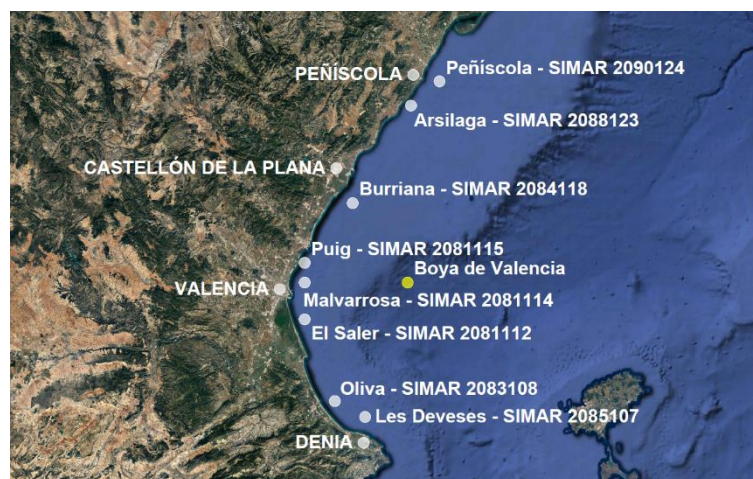 PEÑÍSCOLA
Peñíscola - SIMAR 2090124
Arsilaga - SIMAR 2088123
CASTELLÓN DE LA PLANA
Burriana - SIMAR 2084118
Puig - SIMAR 2081115
Boya de Valencia
VALENCIA
Malvarrosa - SIMAR 2081114
El Saler - SIMAR 2081112
Oliva - SIMAR 2083108
Les Deveses - SIMAR 2085107
DENIA